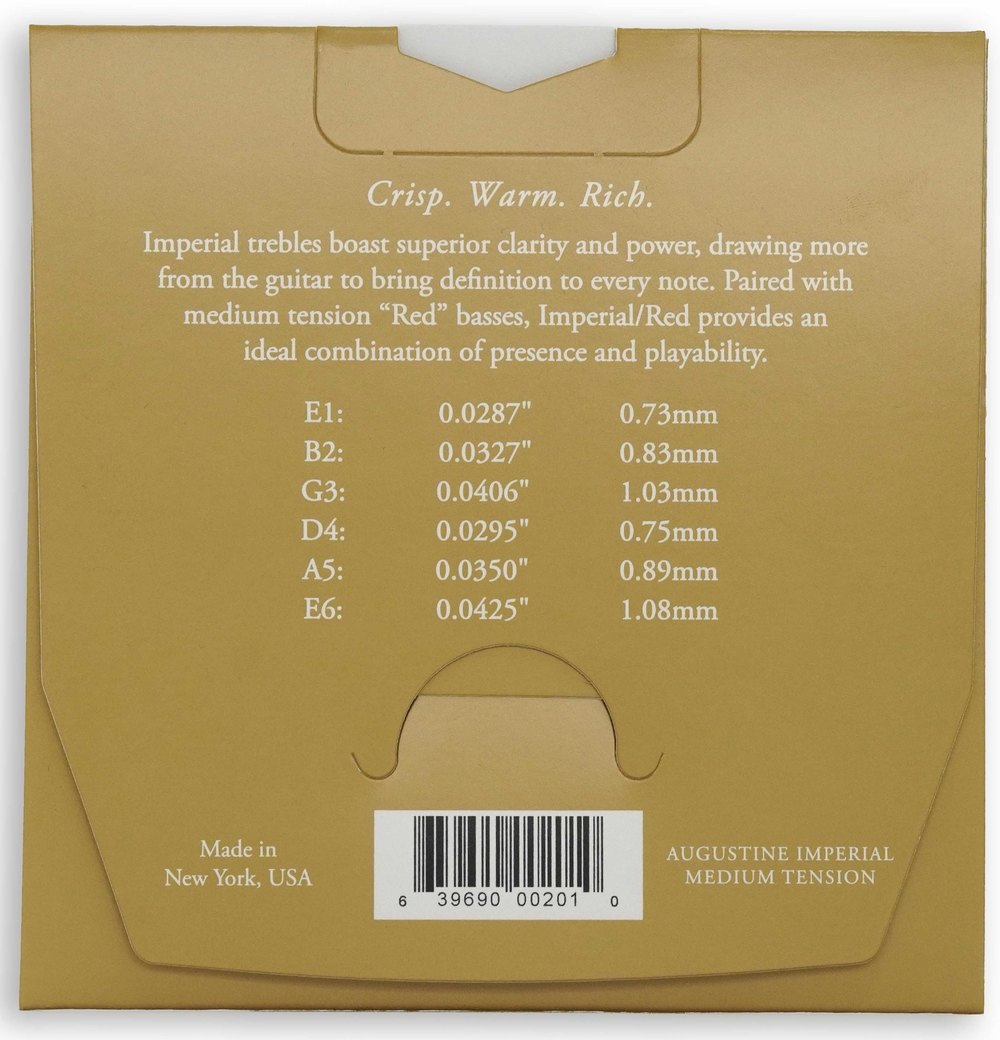 Crisp. Warm. Rich.
Imperial trebles boast superior clarity and power, drawing more
from the guitar to bring definition to every note. Paired with
medium tension “Red” basses, Imperial/Red provides an
ideal combination of presence and playability.
E1: 0.0287" 0.73mm
B2: 0.0327" 0.83mm
G3: 0.0406" 1.03mm
D4: 0.0295" 0.75mm
A5: 0.0350" 0.89mm
E6: 0.0425" 1.08mm
Made in
New York, USA
6 39690 00201 0
AUGUSTINE IMPERIAL
MEDIUM TENSION